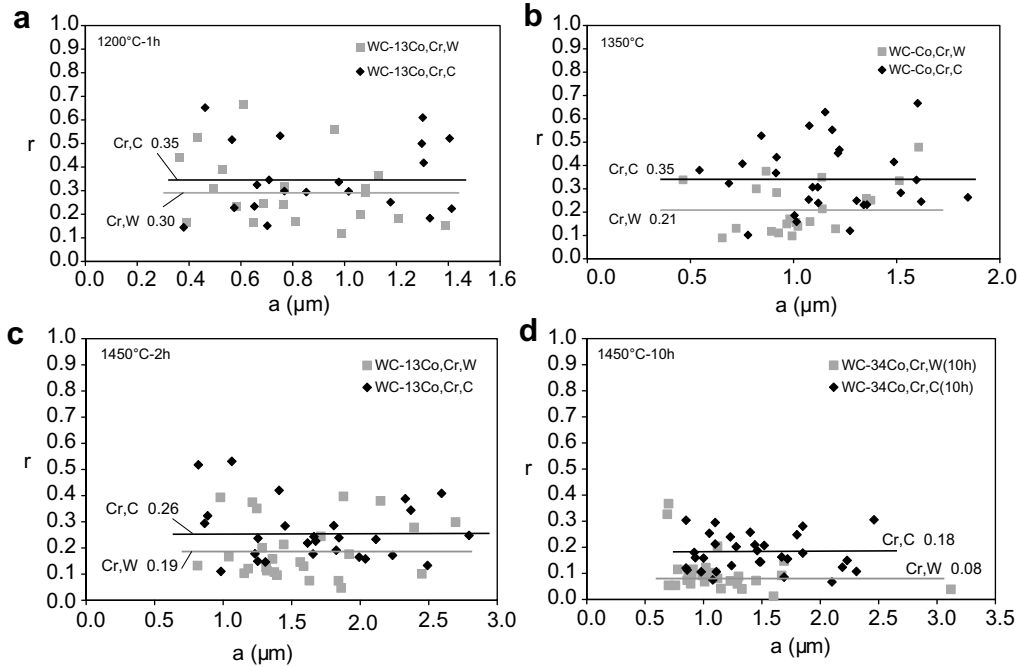 a
1200°C-1h
WC-13Co,Cr,W
WC-13Co,Cr,C
1.0
0.9
0.8
0.7
0.6
0.5
0.4
0.3
0.2
0.1
0.0
r
Cr,C 0.35
Cr,W 0.30
0.0 0.2 0.4 0.6 0.8 1.0 1.2 1.4 1.6
a (µm)
b
1350°C
WC-Co,Cr,W
WC-Co,Cr,C
1.0
0.9
0.8
0.7
0.6
0.5
0.4
0.3
0.2
0.1
0.0
r
Cr,C 0.35
Cr,W 0.21
0.0 0.5 1.0 1.5 2.0
a (µm)
c
1450°C-2h
WC-13Co,Cr,W
WC-13Co,Cr,C
1.0
0.9
0.8
0.7
0.6
0.5
0.4
0.3
0.2
0.1
0.0
r
Cr,C 0.26
Cr,W 0.19
0.0 0.5 1.0 1.5 2.0 2.5 3.0
a (µm)
d
1450°C-10h
WC-34Co,Cr,W(10h)
WC-34Co,Cr,C(10h)
1.0
0.9
0.8
0.7
0.6
0.5
0.4
0.3
0.2
0.1
0.0
r
Cr,C 0.18
Cr,W 0.08
0.0 0.5 1.0 1.5 2.0 2.5 3.0 3.5
a (µm)